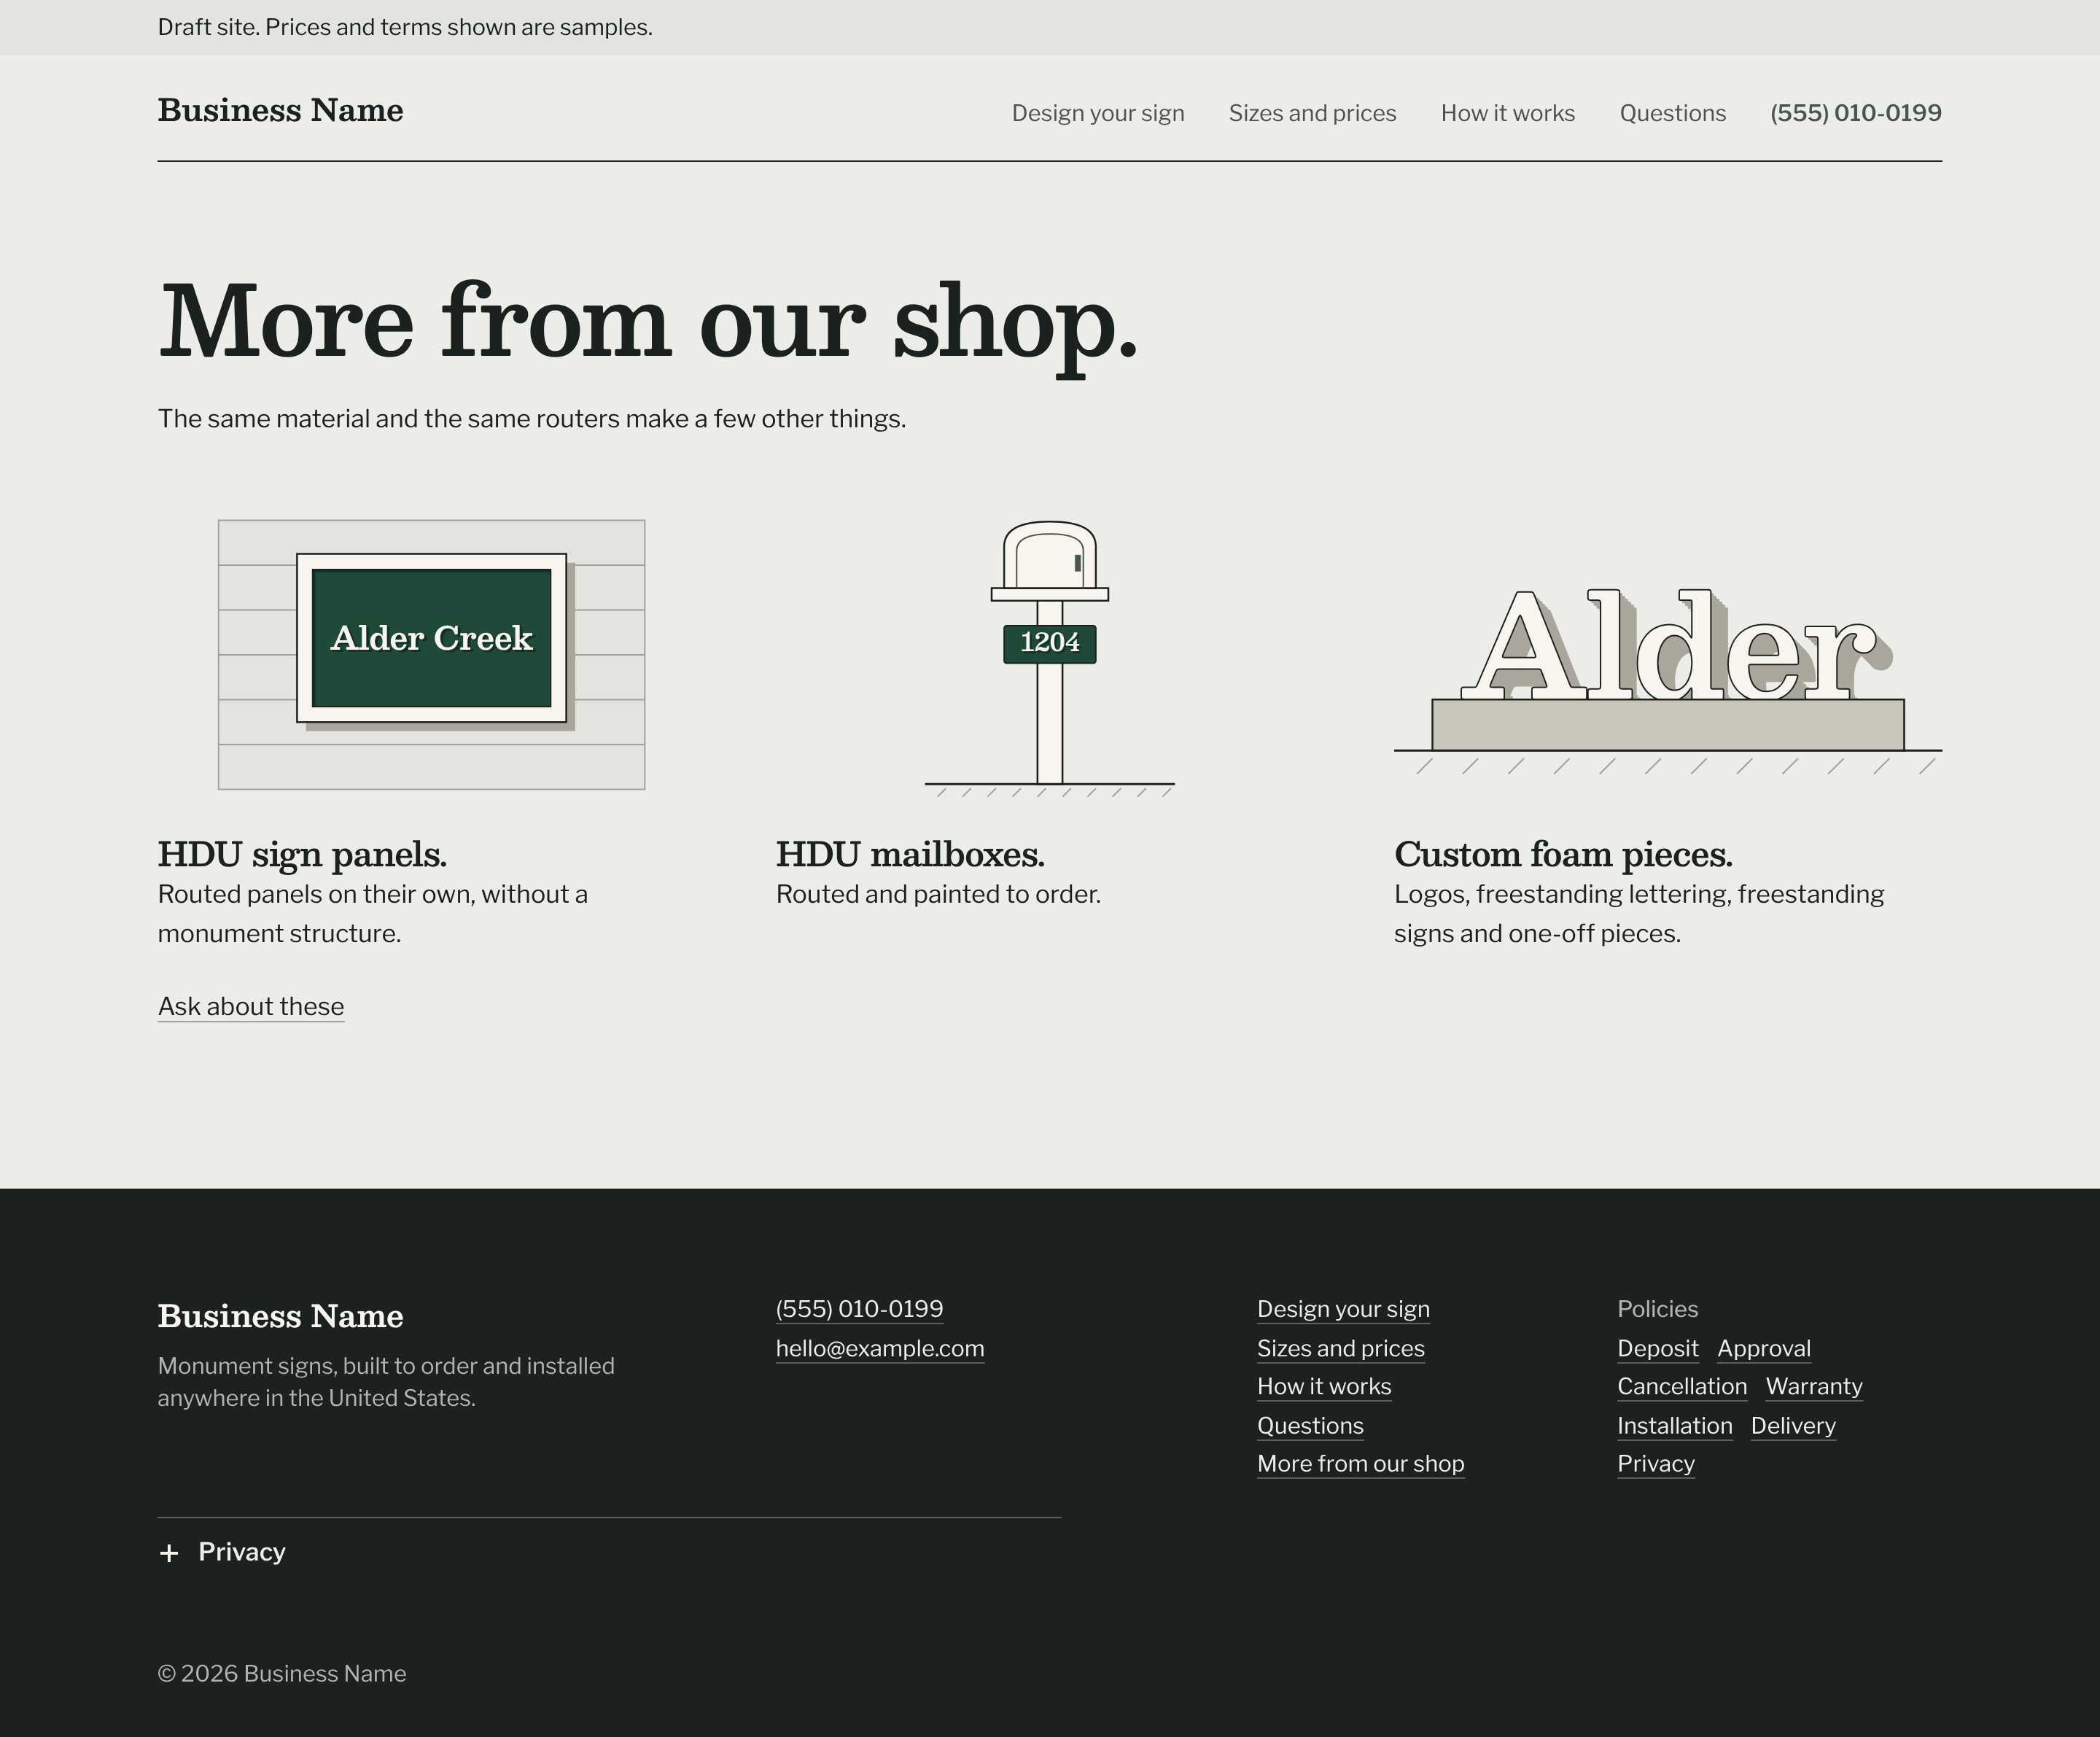 Draft site. Prices and terms shown are samples.
Business Name
Design your sign
Sizes and prices
How it works
Questions
(555) 010-0199
More from our shop.
The same material and the same routers make a few other things.
Alder Creek
1204
Alder
HDU sign panels.
Routed panels on their own, without a
monument structure.
Ask about these
HDU mailboxes.
Routed and painted to order.
Custom foam pieces.
Logos, freestanding lettering, freestanding
signs and one-off pieces.
Business Name
Monument signs, built to order and installed
anywhere in the United States.
(555) 010-0199
hello@example.com
Design your sign
Sizes and prices
How it works
Questions
More from our shop
Policies
Deposit Approval
Cancellation Warranty
Installation Delivery
Privacy
+ Privacy
© 2026 Business Name